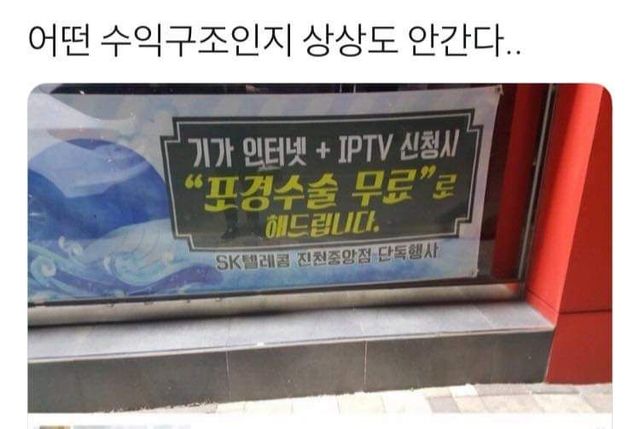 어떤 수익구조인지 상상도 안간다..
기가 인터넷 + IPTV 신청시
“포경수술 무료”로
해드립니다.
SK텔레콤 진천중앙점 단독행사